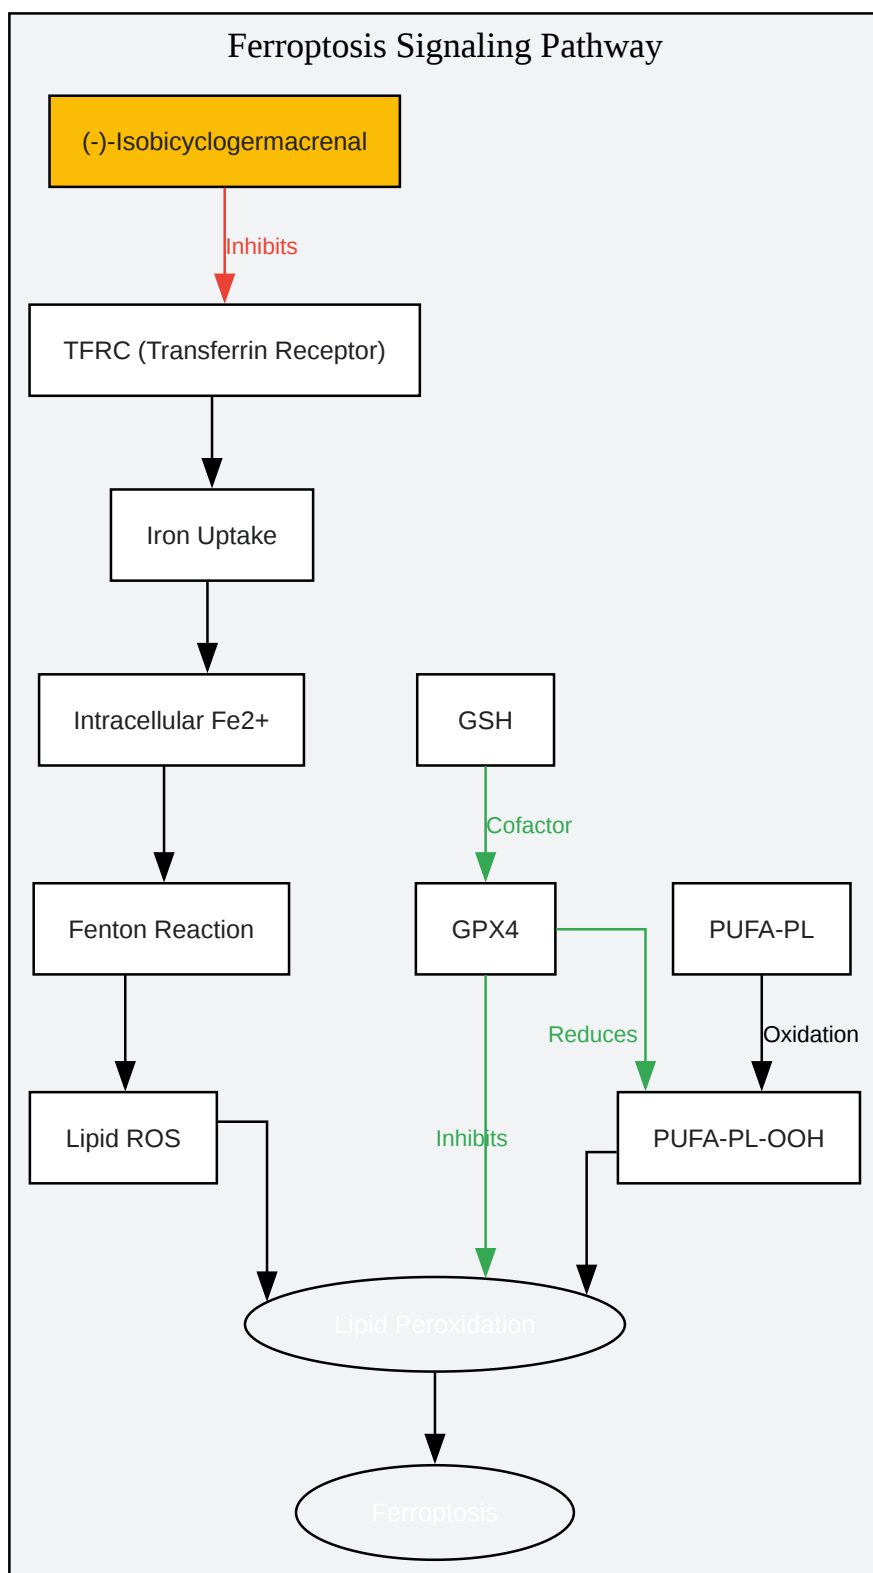 Ferroptosis Signaling Pathway
(-)-Isobicyclogermacrenal
Inhibits
TFRC (Transferrin Receptor)
Iron Uptake
Intracellular Fe2+
GSH
Cofactor
Fenton Reaction
GPX4
PUFA-PL
Reduces
Oxidation
Lipid ROS
Inhibits
PUFA-PL-OOH
Lipid Peroxidation
Ferroptosis